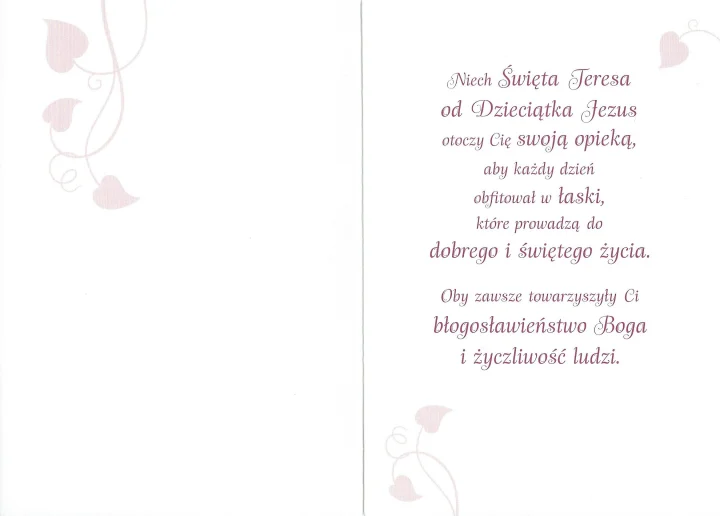 Niech Święta Teresa
od Dzieciątka Jezus
otoczy Cię swoją opieką,
aby każdy dzień
obfitował w łaski,
które prowadzą do
dobrego i świętego życia.
Oby zawsze towarzyszyły Ci
błogosławieństwo Boga
i życzliwość ludzi.